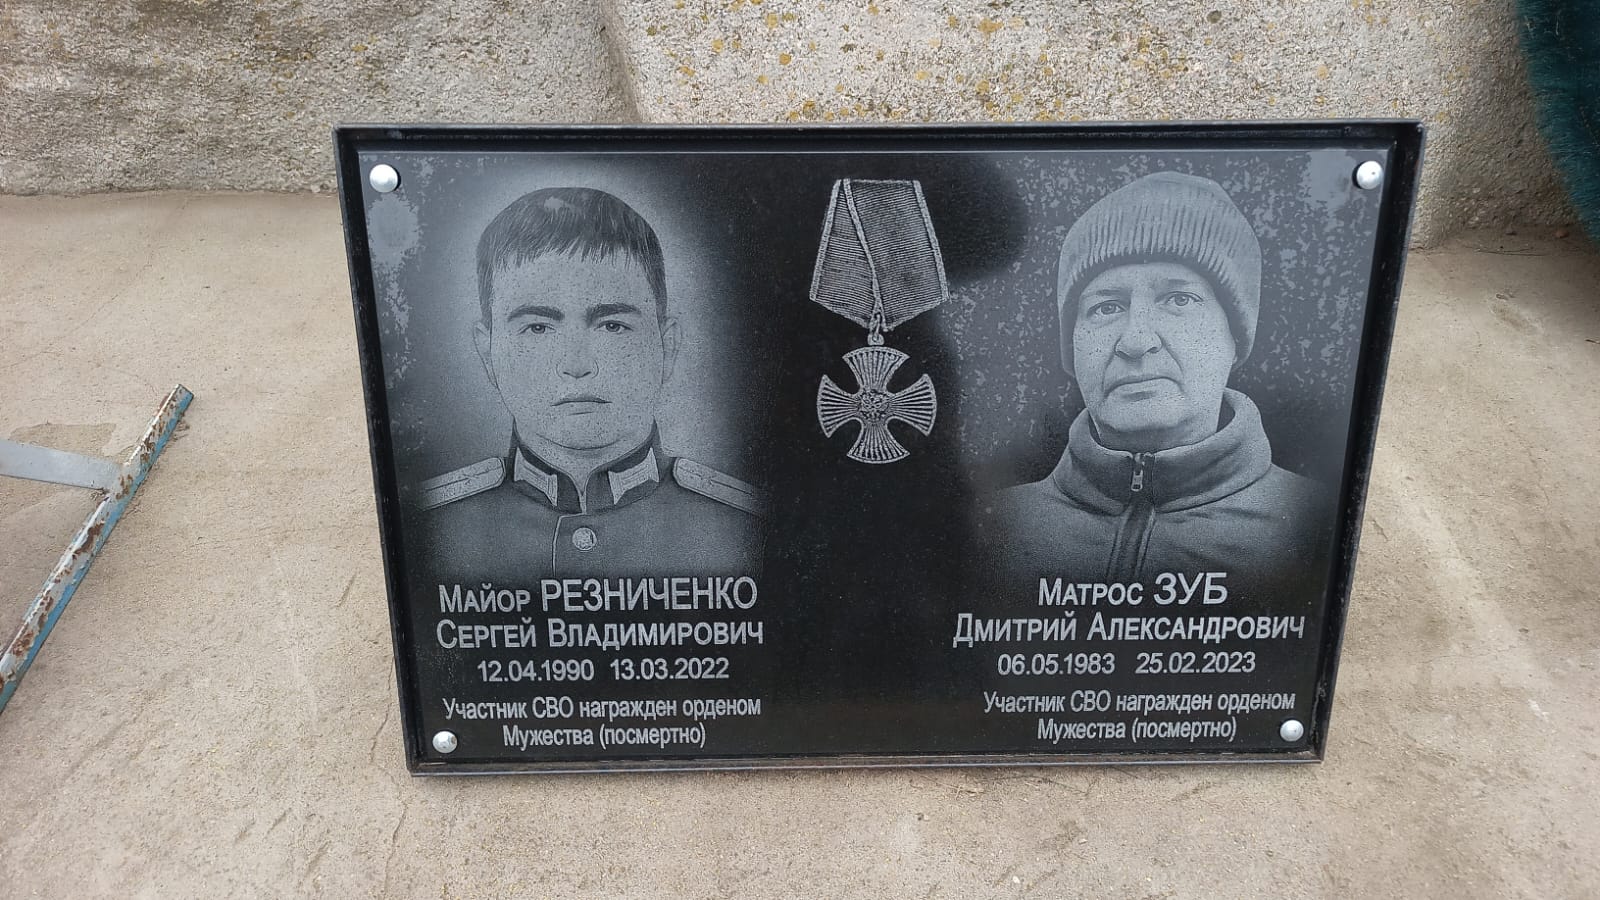 Майор РЕЗНИЧЕНКО
Сергей Владимирович
12.04.1990 13.03.2022
Участник СВО награжден орденом
Мужества (посмертно)
Матрос ЗУБ
Дмитрий Александрович
06.05.1983 25.02.2023
Участник СВО награжден орденом
Мужества (посмертно)